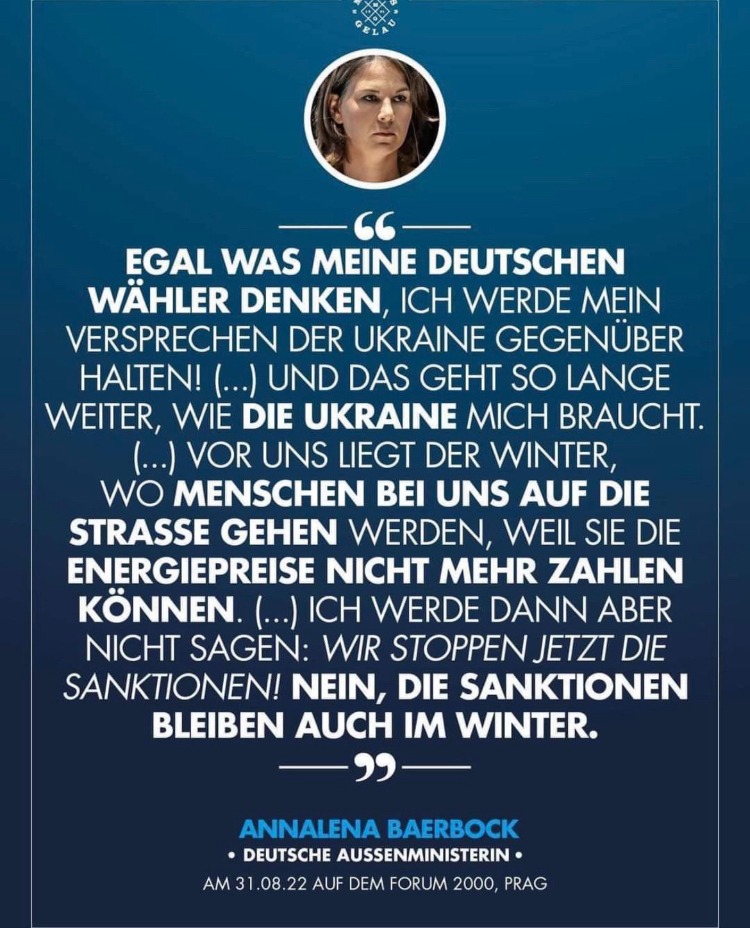 GELAU
“
EGAL WAS MEINE DEUTSCHEN
WÄHLER DENKEN, ICH WERDE MEIN
VERSPRECHEN DER UKRAINE GEGENÜBER
HALTEN! (...) UND DAS GEHT SO LANGE
WEITER, WIE DIE UKRAINE MICH BRAUCHT.
(...) VOR UNS LIEGT DER WINTER,
WO MENSCHEN BEI UNS AUF DIE
STRASSE GEHEN WERDEN, WEIL SIE DIE
ENERGIEPREISE NICHT MEHR ZAHLEN
KÖNNEN. (...) ICH WERDE DANN ABER
NICHT SAGEN: WIR STOPPEN JETZT DIE
SANKTIONEN! NEIN, DIE SANKTIONEN
BLEIBEN AUCH IM WINTER.
”
ANNALENA BAERBOCK
• DEUTSCHE AUSSENMINISTERIN •
AM 31.08.22 AUF DEM FORUM 2000, PRAG